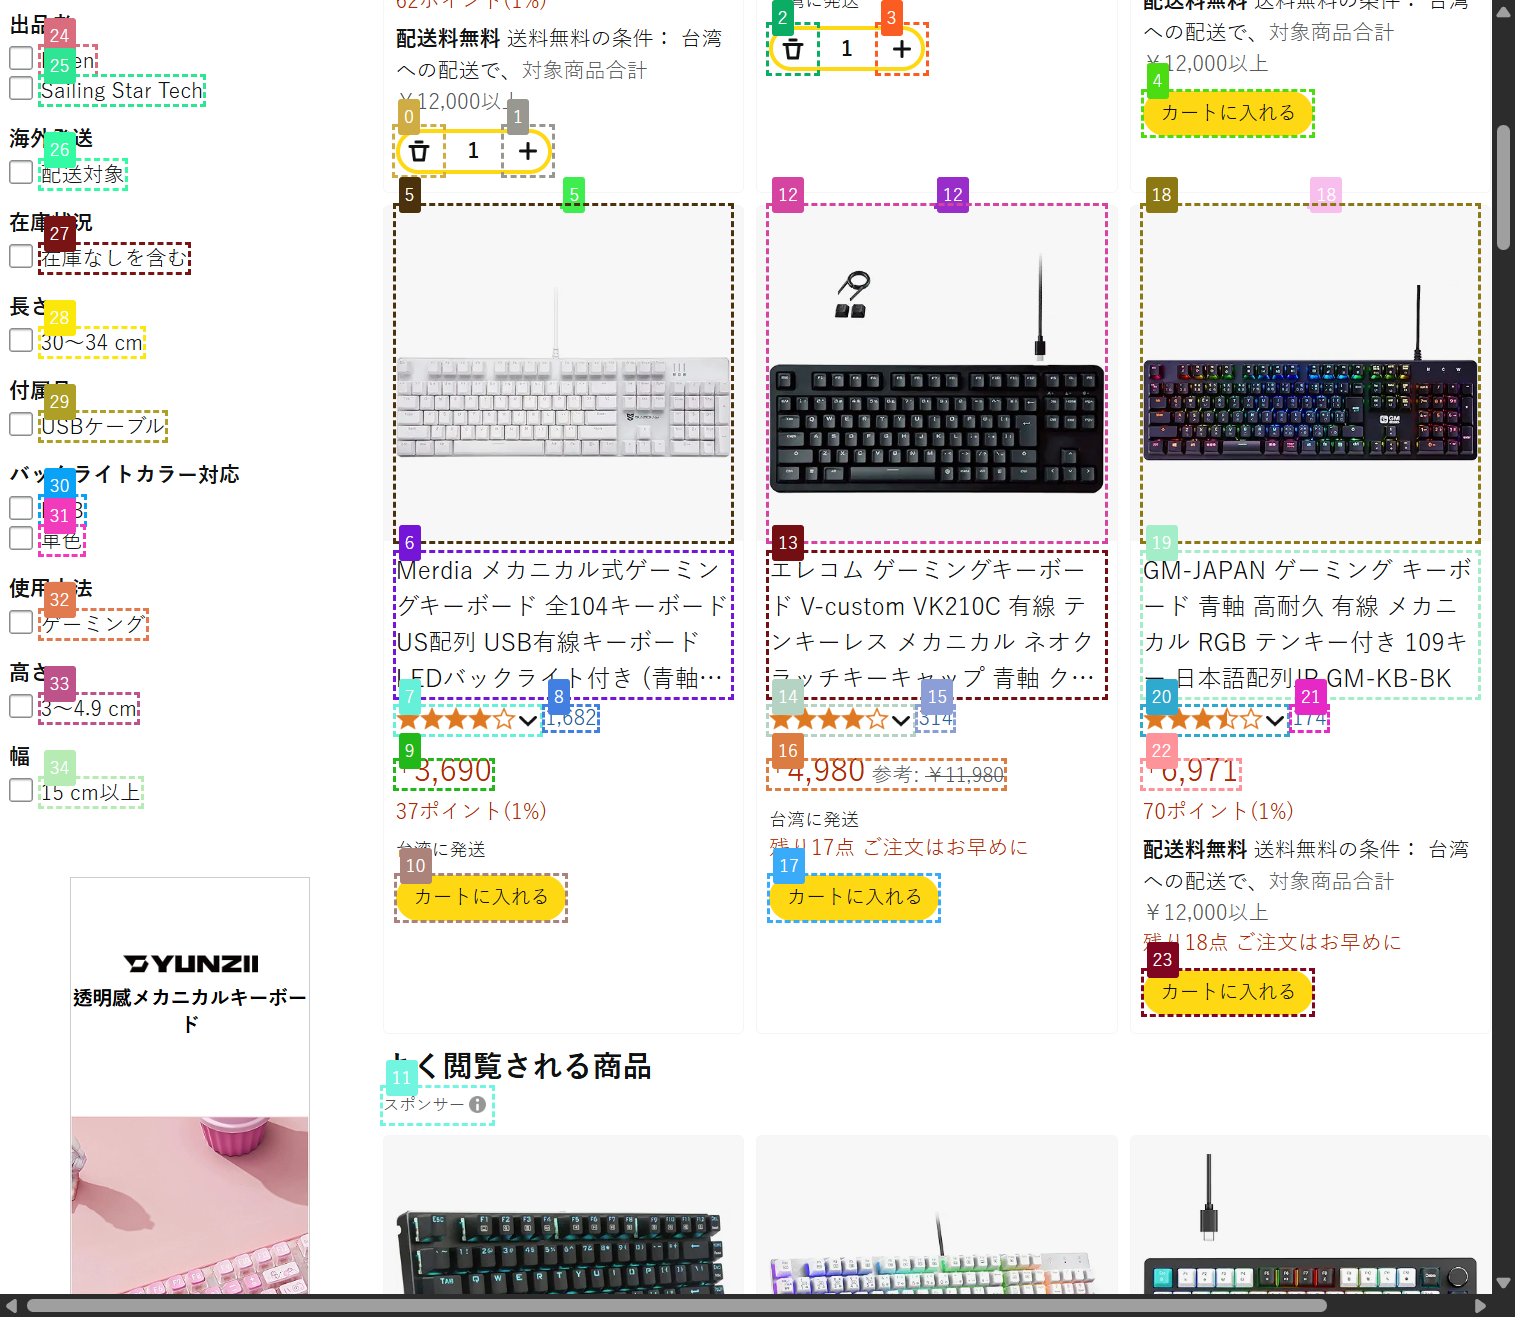 出品者
Sailing Star Tech
海外発送
配送対象
在庫状況
在庫なしを含む
長さ
30～34 cm
付属品
USBケーブル
バックライトカラー対応
単色
使用方法
ゲーミング
高さ
3～4.9 cm
幅
15 cm以上
24
25
26
27
28
29
30
31
32
33
34
YUNZII
透明感メカニカルキーボー
ド
62ポイント(1%)
配送料無料 送料無料の条件： 台湾
への配送で、対象商品合計
￥12,000以上
0
1
1
台湾に発送
2
3
1
配送料無料 送料無料の条件： 台湾
への配送で、対象商品合計
￥12,000以上
4
カートに入れる
5
5
6
Merdia メカニカル式ゲーミン
グキーボード 全104キーボード
US配列 USB有線キーボード
LEDバックライト付き (青軸…
7
8
1,682
9
3,690
37ポイント(1%)
台湾に発送
10
カートに入れる
12
12
13
エレコム ゲーミングキーボー
ド V-custom VK210C 有線 テ
ンキーレス メカニカル ネオク
ラッチキーキャップ 青軸 ク…
14
15
314
16
4,980 参考: ￥11,980
台湾に発送
残り17点 ご注文はお早めに
17
カートに入れる
18
18
19
GM-JAPAN ゲーミング キーボ
ード 青軸 高耐久 有線 メカニ
カル RGB テンキー付き 109キ
ー 日本語配列JP GM-KB-BK
20
21
174
22
6,971
70ポイント(1%)
配送料無料 送料無料の条件： 台湾
への配送で、対象商品合計
￥12,000以上
残り18点 ご注文はお早めに
23
カートに入れる
よく閲覧される商品
11
スポンサー